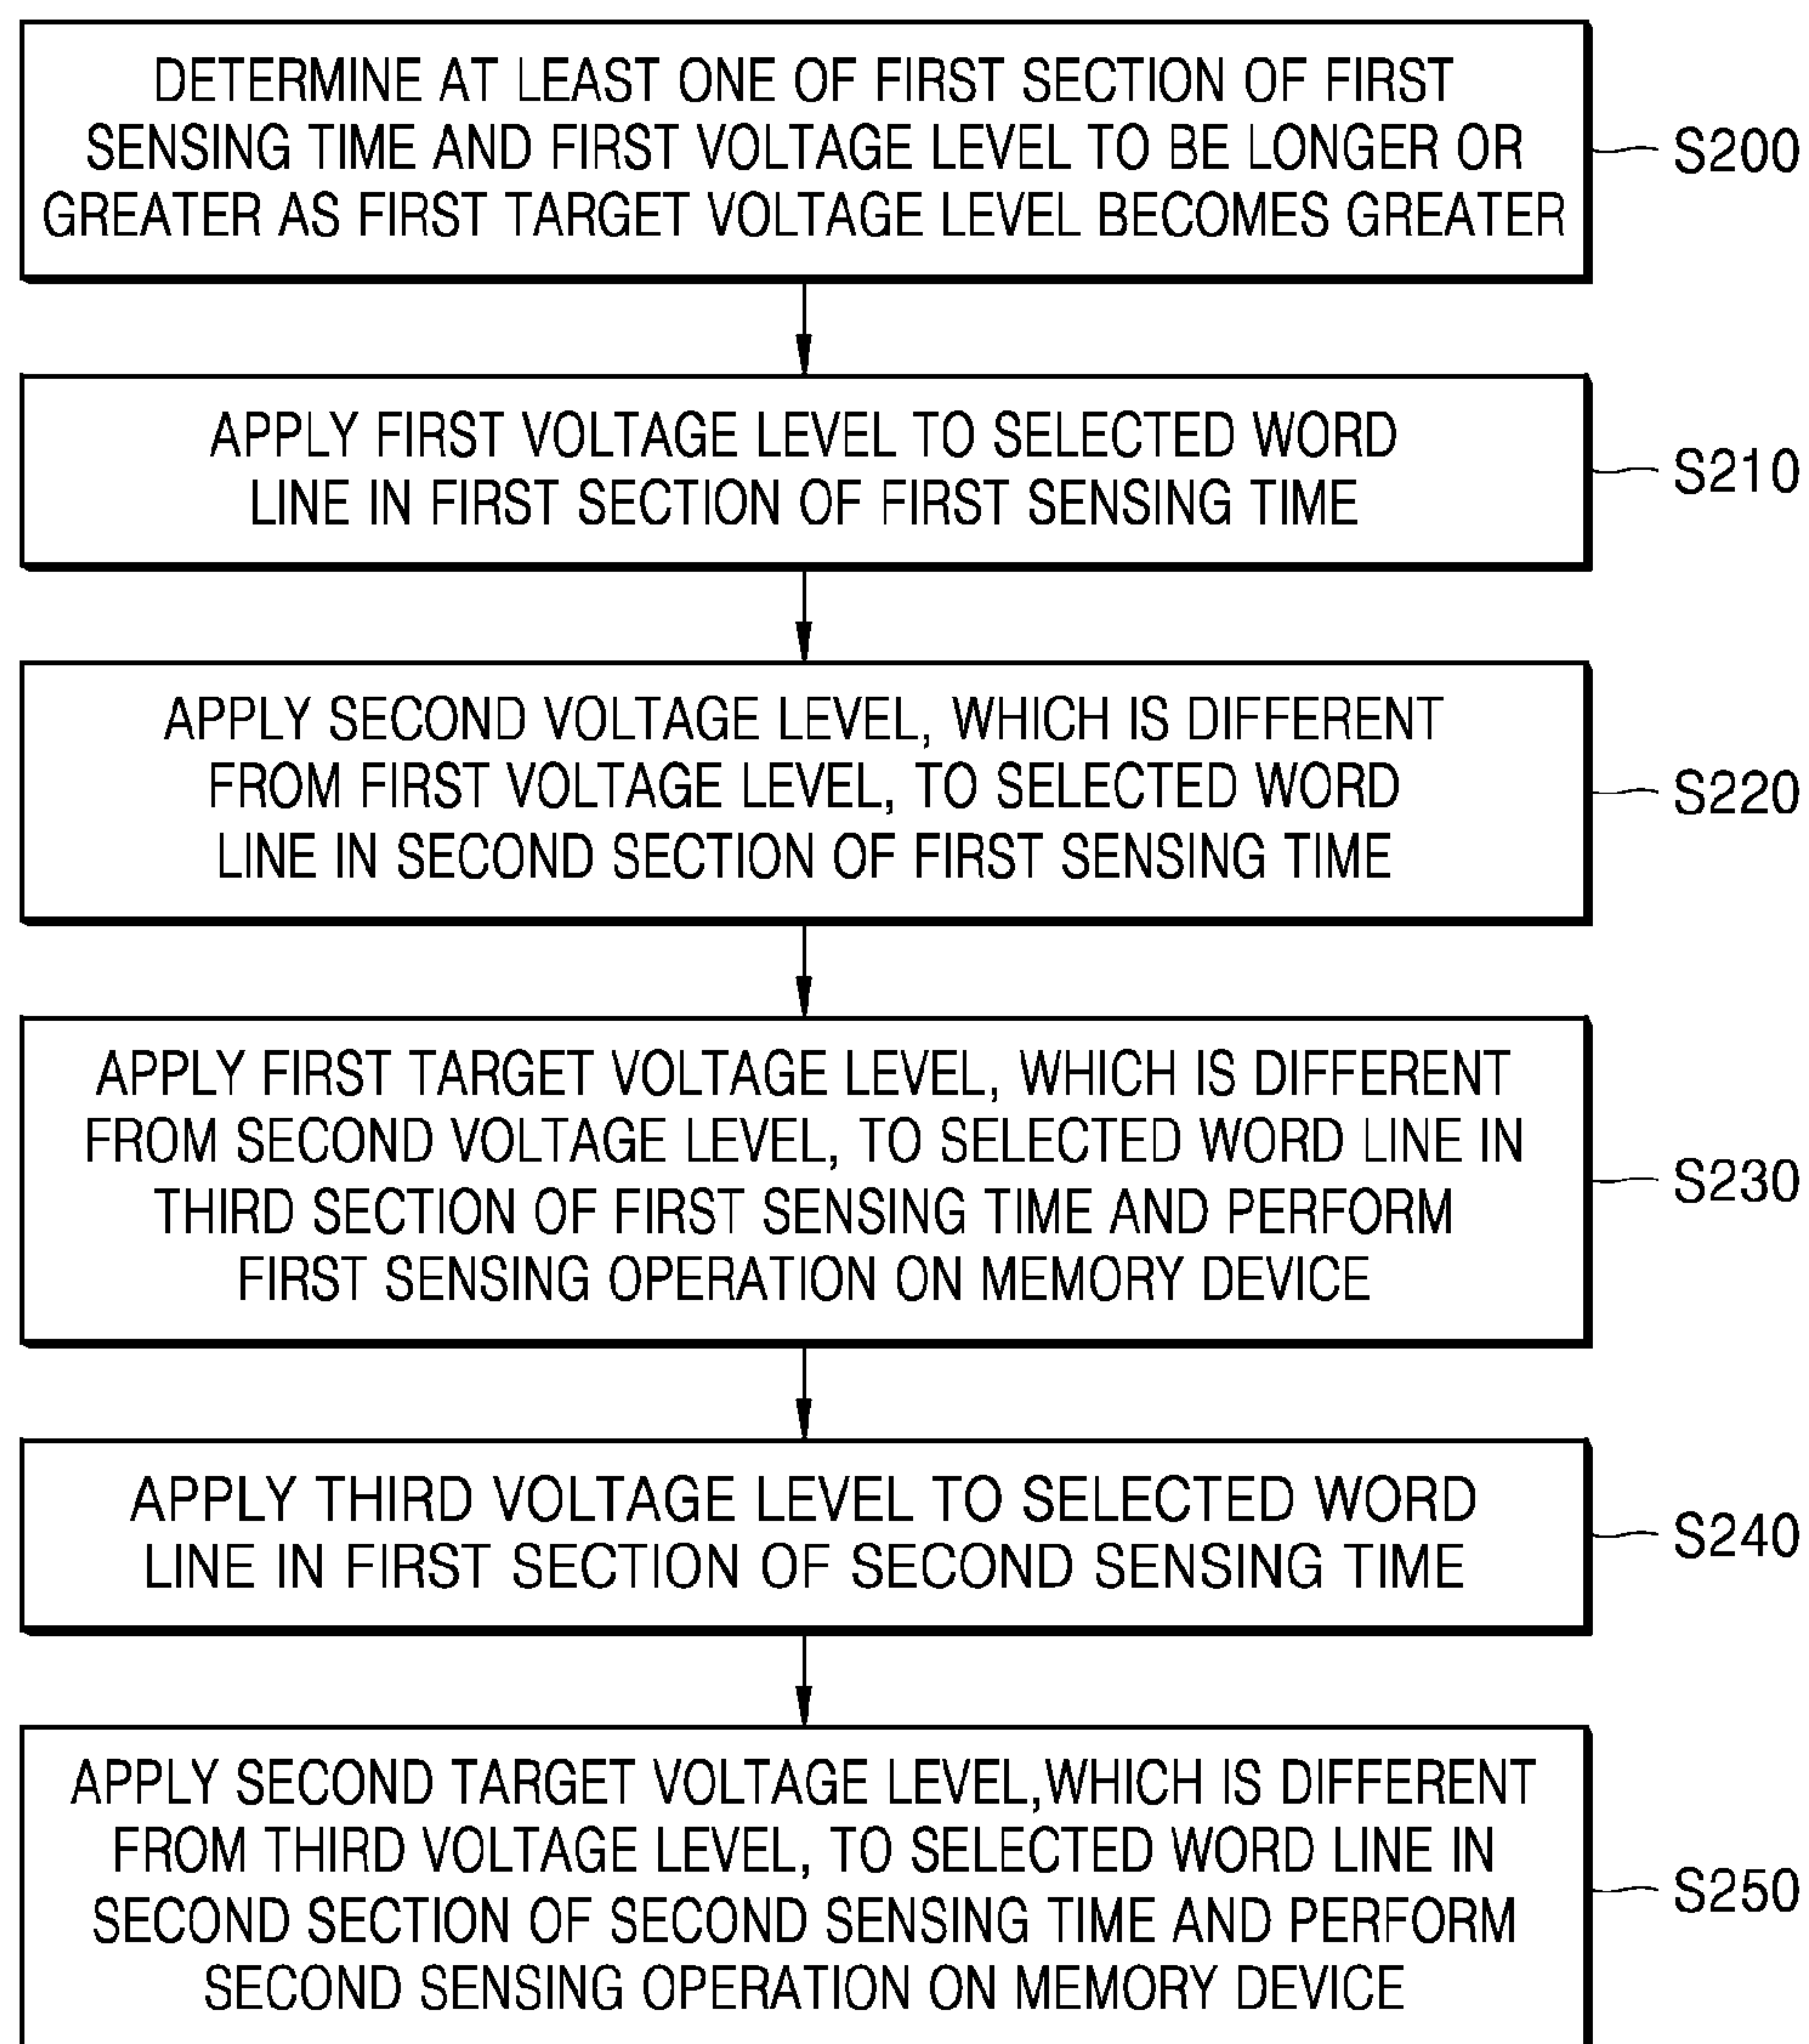 DETERMINE AT LEAST ONE OF FIRST SECTION OF FIRST
SENSING TIME AND FIRST VOLTAGE LEVEL TO BE LONGER OR
GREATER AS FIRST TARGET VOLTAGE LEVEL BECOMES GREATER
S200
APPLY FIRST VOLTAGE LEVEL TO SELECTED WORD
LINE IN FIRST SECTION OF FIRST SENSING TIME
S210
APPLY SECOND VOLTAGE LEVEL, WHICH IS DIFFERENT
FROM FIRST VOLTAGE LEVEL, TO SELECTED WORD
LINE IN SECOND SECTION OF FIRST SENSING TIME
S220
APPLY FIRST TARGET VOLTAGE LEVEL, WHICH IS DIFFERENT
FROM SECOND VOLTAGE LEVEL, TO SELECTED WORD LINE IN
THIRD SECTION OF FIRST SENSING TIME AND PERFORM
FIRST SENSING OPERATION ON MEMORY DEVICE
S230
APPLY THIRD VOLTAGE LEVEL TO SELECTED WORD
LINE IN FIRST SECTION OF SECOND SENSING TIME
S240
APPLY SECOND TARGET VOLTAGE LEVEL,WHICH IS DIFFERENT
FROM THIRD VOLTAGE LEVEL, TO SELECTED WORD LINE IN
SECOND SECTION OF SECOND SENSING TIME AND PERFORM
SECOND SENSING OPERATION ON MEMORY DEVICE
S250